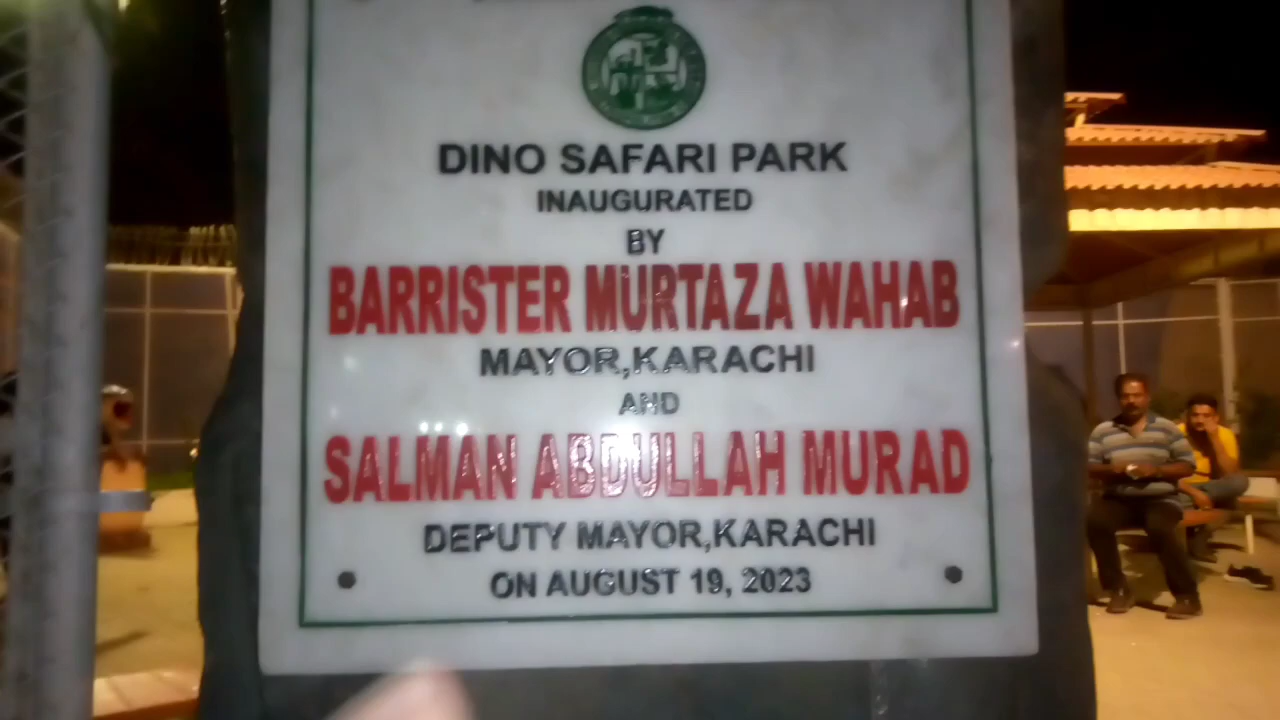 DINO SAFARI PARK
INAUGURATED
BY
BARRISTER MURTAZA WAHAB
MAYOR,KARACHI
AND
SALMAN ABDULLAH MURAD
DEPUTY MAYOR,KARACHI
ON AUGUST 19, 2023